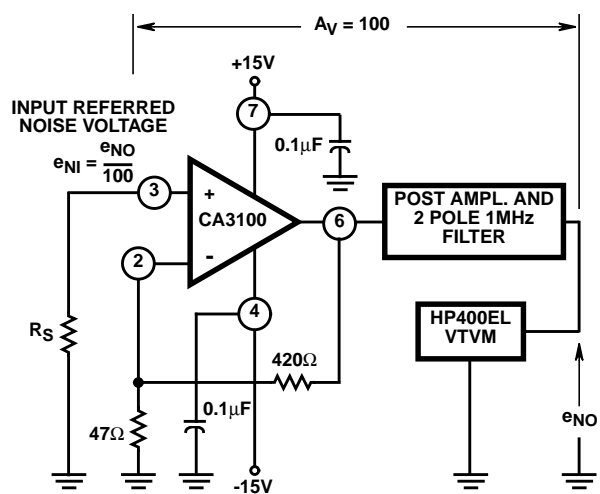 A_V = 100
+15V
7
INPUT REFERRED
NOISE VOLTAGE
e_NI = e_NO/100
0.1μF
3
+
CA3100
6
POST AMPL. AND
2 POLE 1MHz
FILTER
2
-
4
HP400EL
VTVM
R_S
420Ω
0.1μF
47Ω
e_NO
-15V